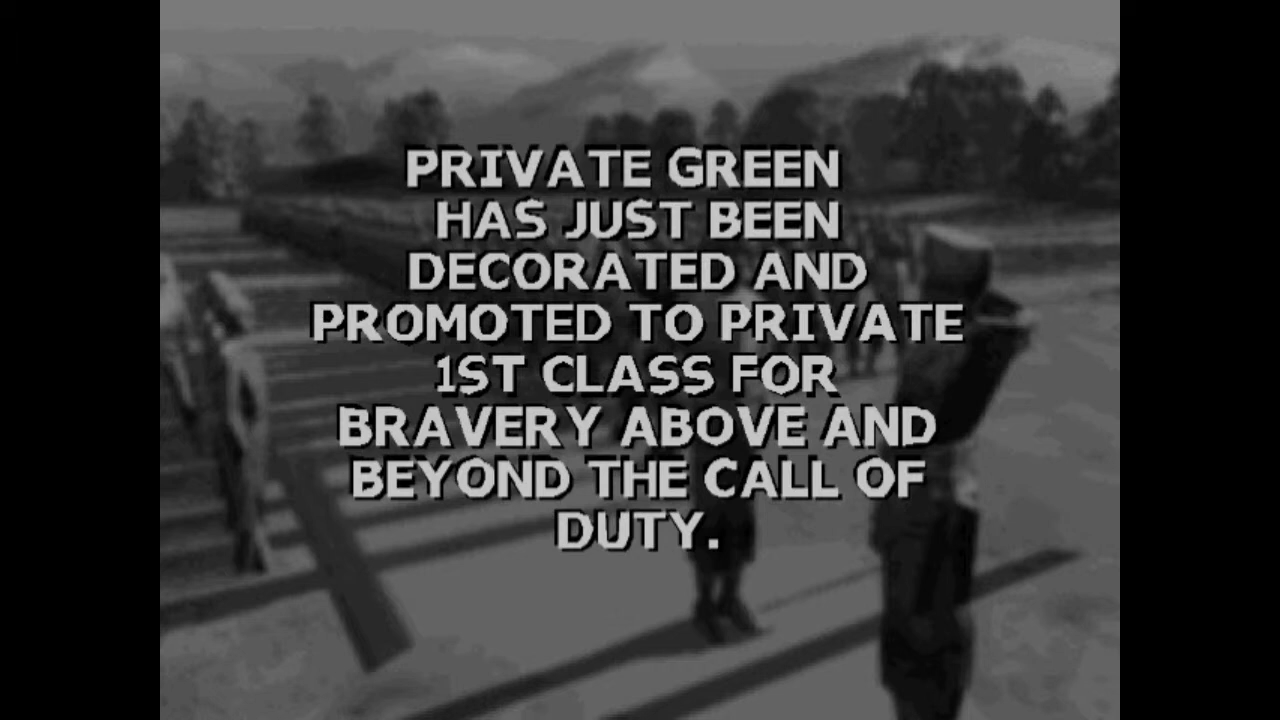 PRIVATE GREEN
HAS JUST BEEN
DECORATED AND
PROMOTED TO PRIVATE
1ST CLASS FOR
BRAVERY ABOVE AND
BEYOND THE CALL OF
DUTY.